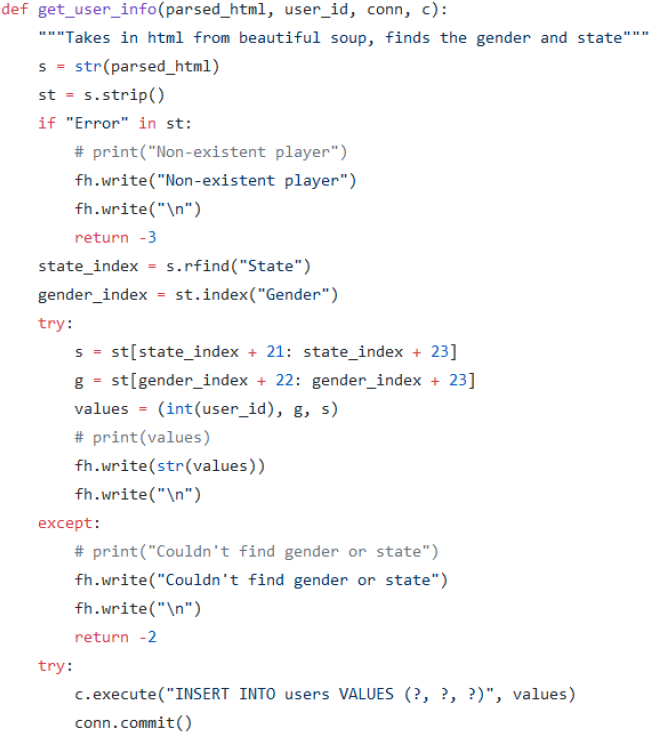 def get_user_info(parsed_html, user_id, conn, c):
    """Takes in html from beautiful soup, finds the gender and state"""
    s = str(parsed_html)
    st = s.strip()
    if "Error" in st:
        # print("Non-existent player")
        fh.write("Non-existent player")
        fh.write("\n")
        return -3
    state_index = s.rfind("State")
    gender_index = st.index("Gender")
    try:
        s = st[state_index + 21: state_index + 23]
        g = st[gender_index + 22: gender_index + 23]
        values = (int(user_id), g, s)
        # print(values)
        fh.write(str(values))
        fh.write("\n")
    except:
        # print("Couldn't find gender or state")
        fh.write("Couldn't find gender or state")
        fh.write("\n")
        return -2
    try:
        c.execute("INSERT INTO users VALUES (?, ?, ?)", values)
        conn.commit()